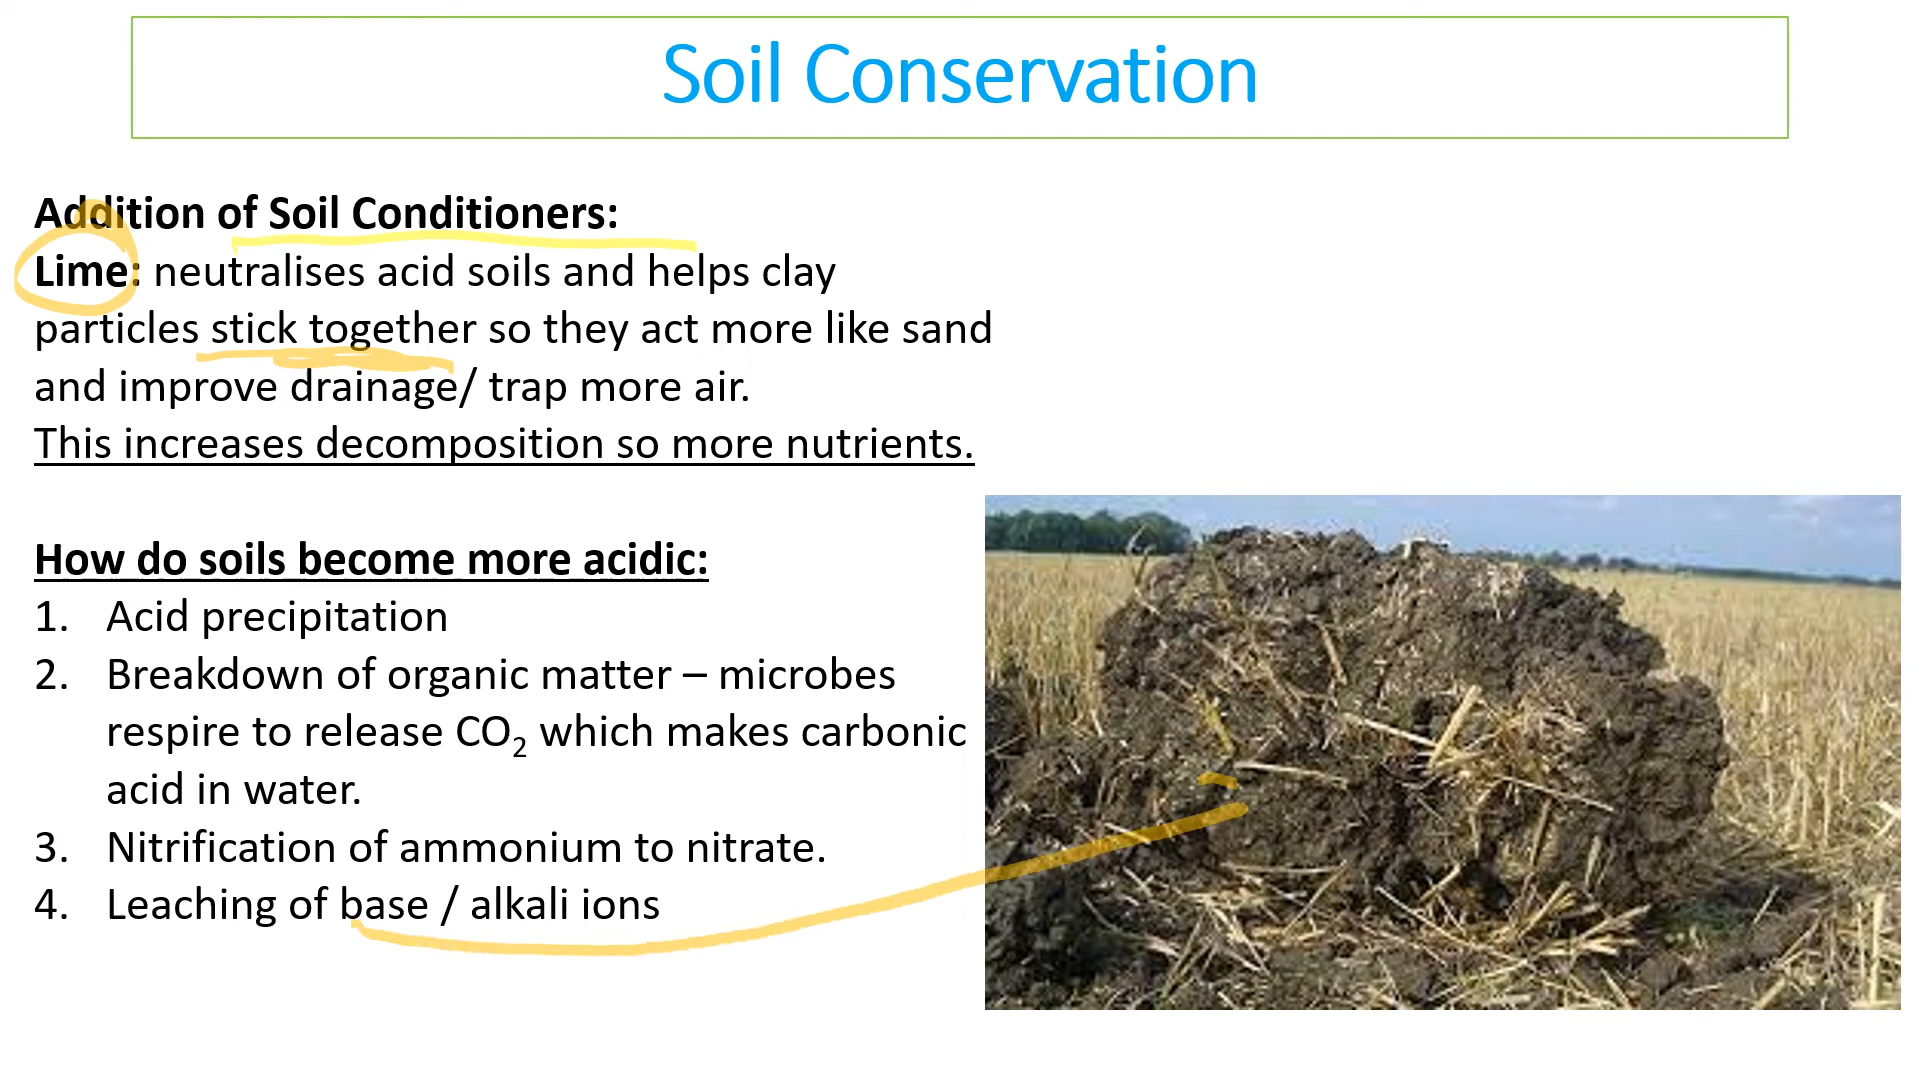 Soil Conservation
Addition of Soil Conditioners:
Lime: neutralises acid soils and helps clay
particles stick together so they act more like sand
and improve drainage/ trap more air.
This increases decomposition so more nutrients.
How do soils become more acidic:
1. Acid precipitation
2. Breakdown of organic matter – microbes
respire to release CO₂ which makes carbonic
acid in water.
3. Nitrification of ammonium to nitrate.
4. Leaching of base / alkali ions